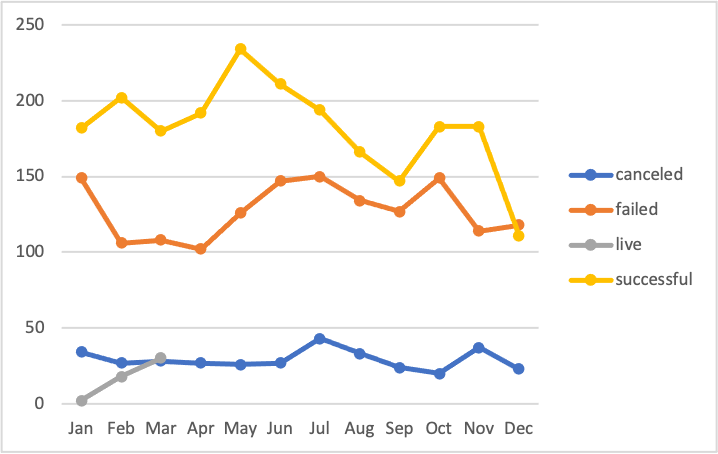 250
200
150
100
50
0
Jan Feb Mar Apr May Jun Jul Aug Sep Oct Nov Dec
canceled
failed
live
successful